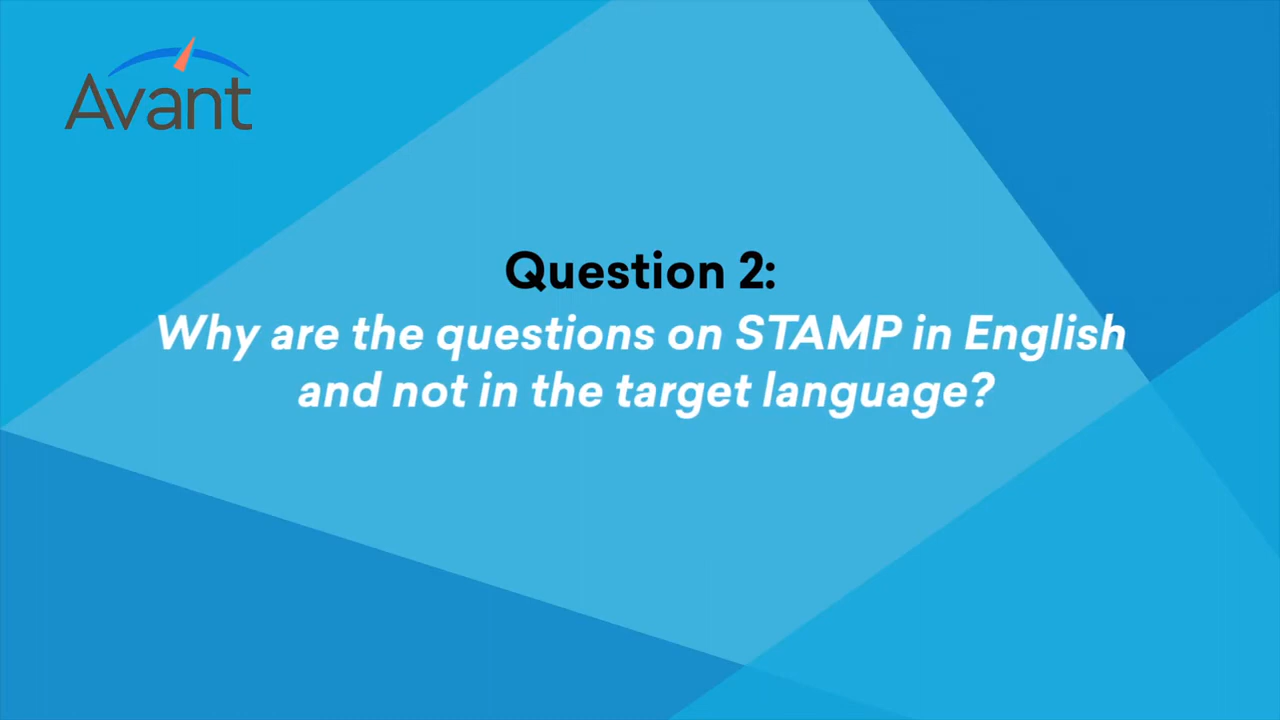 Avant
Question 2:
Why are the questions on STAMP in English
and not in the target language?